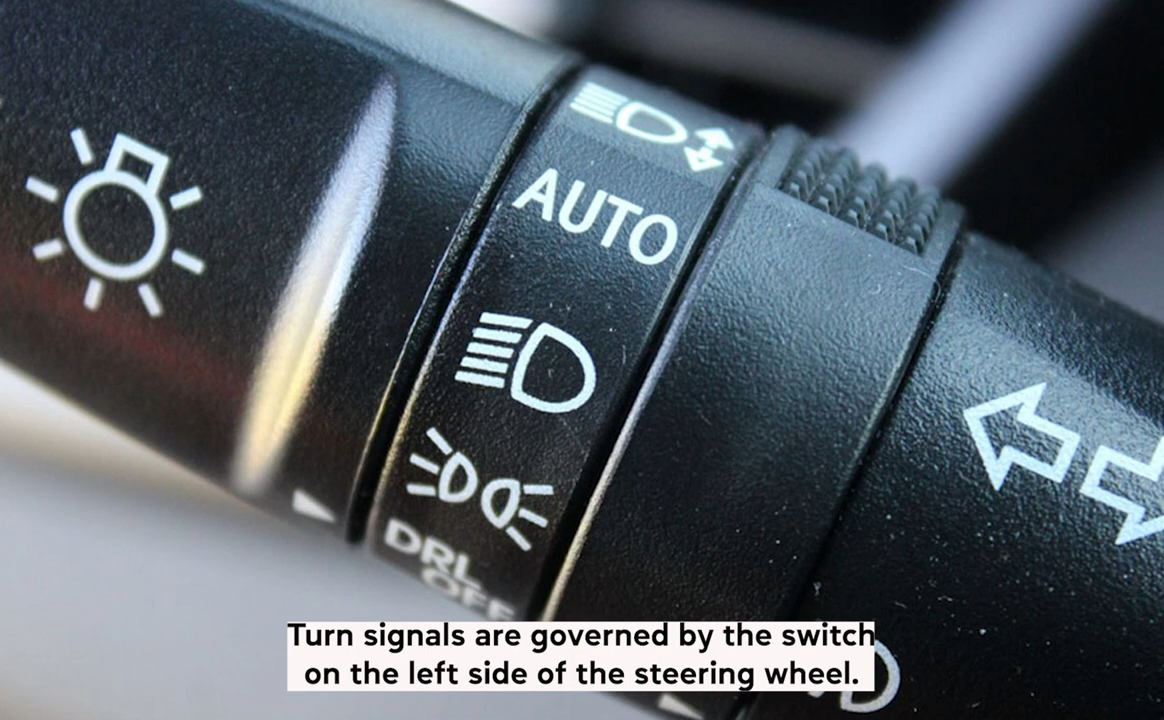 AUTO
DRL
OFF
Turn signals are governed by the switch
on the left side of the steering wheel.